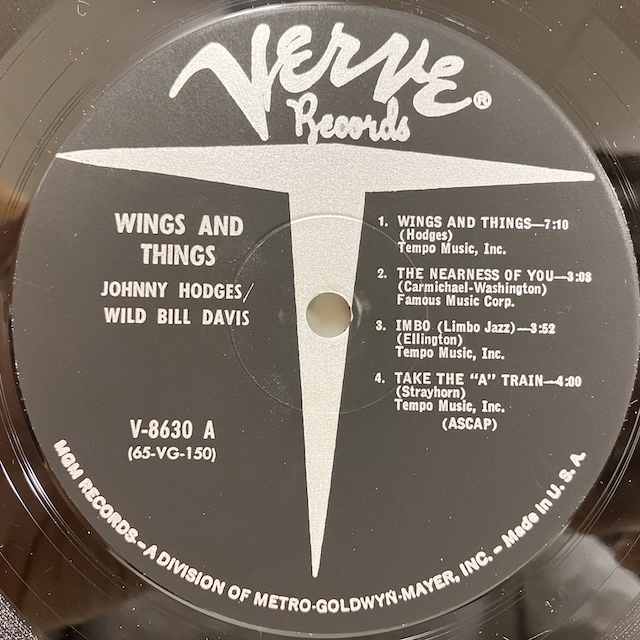 VERVE®
Records
WINGS AND
THINGS
JOHNNY HODGES/
WILD BILL DAVIS
V-8630 A
(65-VG-150)
1. WINGS AND THINGS—7:10
(Hodges)
Tempo Music, Inc.
2. THE NEARNESS OF YOU—3:08
(Carmichael-Washington)
Famous Music Corp.
3. IMBO (Limbo Jazz)—3:52
(Ellington)
Tempo Music, Inc.
4. TAKE THE "A" TRAIN—4:00
(Strayhorn)
Tempo Music, Inc.
(ASCAP)
MGM RECORDS – A DIVISION OF METRO-GOLDWYN-MAYER, INC. – Made in U. S. A.